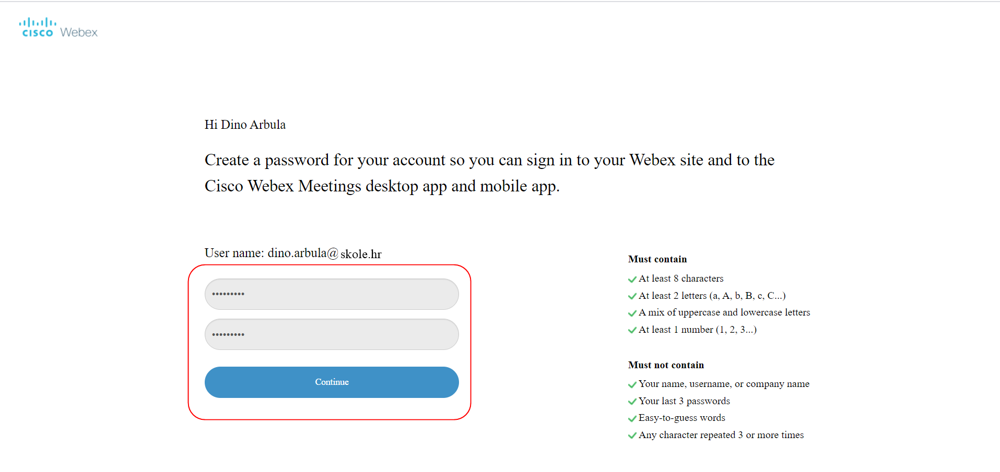 cisco Webex
Hi Dino Arbula
Create a password for your account so you can sign in to your Webex site and to the
Cisco Webex Meetings desktop app and mobile app.
User name: dino.arbula@skole.hr
•••••••••
•••••••••
Continue
Must contain
At least 8 characters
At least 2 letters (a, A, b, B, c, C...)
A mix of uppercase and lowercase letters
At least 1 number (1, 2, 3...)
Must not contain
Your name, username, or company name
Your last 3 passwords
Easy-to-guess words
Any character repeated 3 or more times